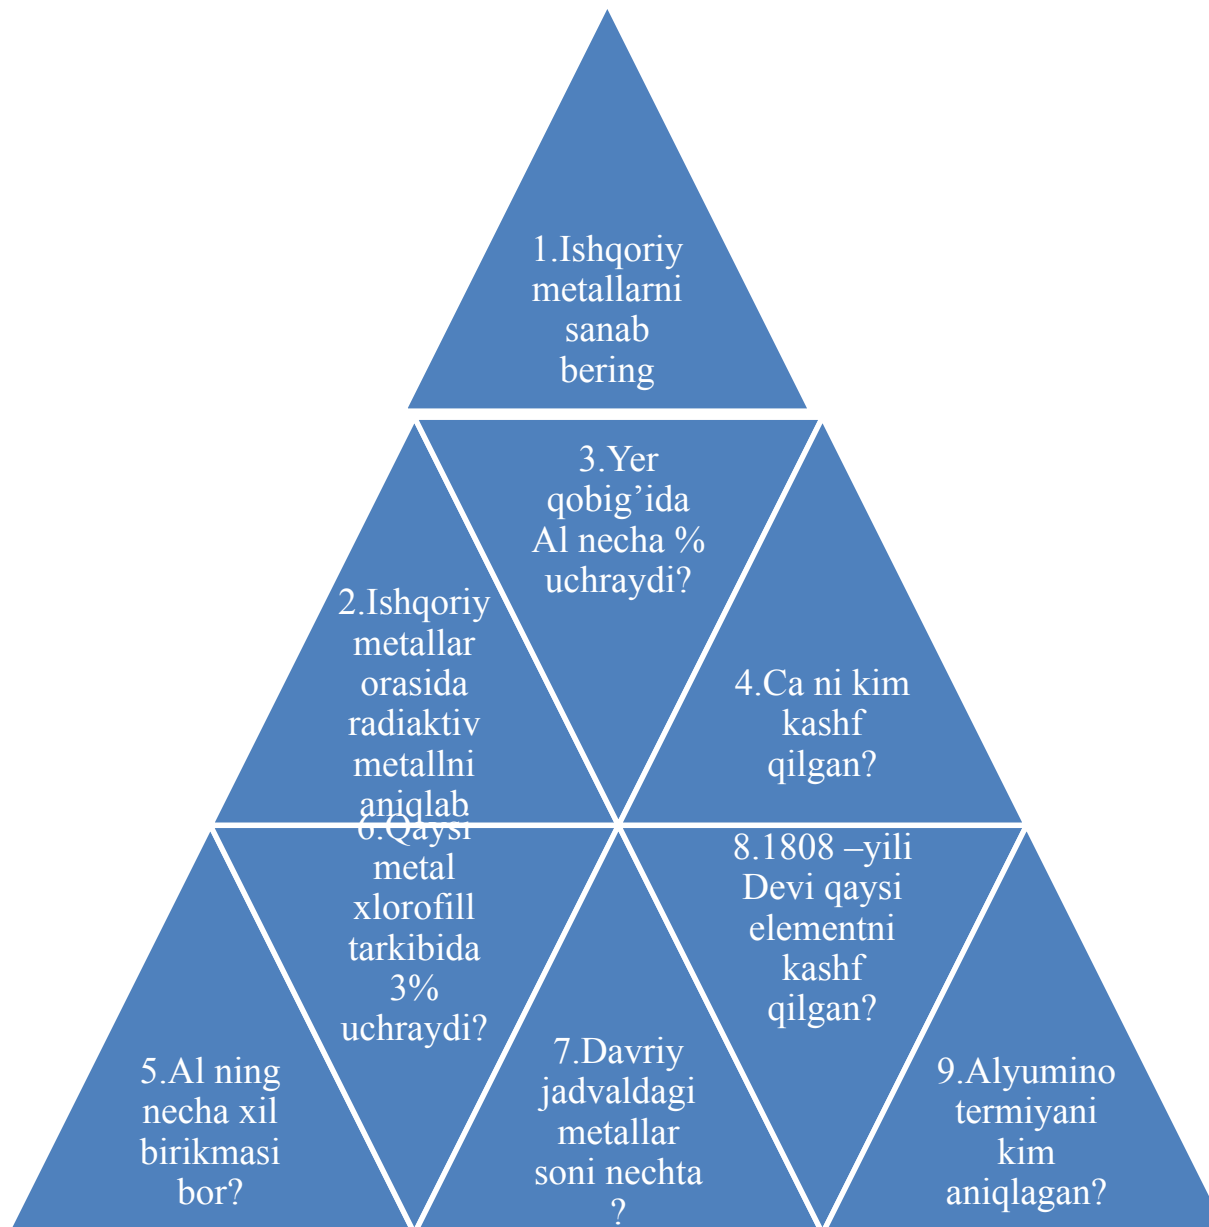 1.Ishqoriy
metallarni
sanab
bering
2.Ishqoriy
metallar
orasida
radiaktiv
metallni
aniqlab
3.Yer
qobig’ida
Al necha %
uchraydi?
4.Ca ni kim
kashf
qilgan?
5.Al ning
necha xil
birikmasi
bor?
6.Qaysi
metal
xlorofill
tarkibida
3%
uchraydi?
7.Davriy
jadvaldagi
metallar
soni nechta
?
8.1808 –yili
Devi qaysi
elementni
kashf
qilgan?
9.Alyumino
termiyani
kim
aniqlagan?